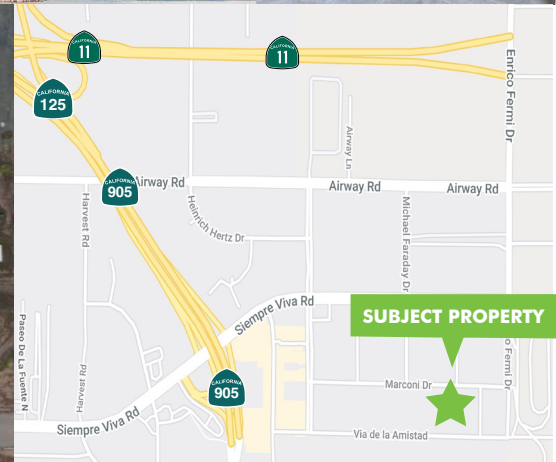 CALIFORNIA
11
CALIFORNIA
11
Enrico Fermi Dr
CALIFORNIA
125
Airway Ln
CALIFORNIA
905
Airway Rd
Airway Rd
Airway Rd
Harvest Rd
Heinrich Hertz Dr
Michael Faraday Dr
Siempre Viva Rd
SUBJECT PROPERTY
Paseo De La Fuente N
o Fermi Dr
Harvest Rd
CALIFORNIA
905
Marconi Dr
Siempre Viva Rd
Via de la Amistad